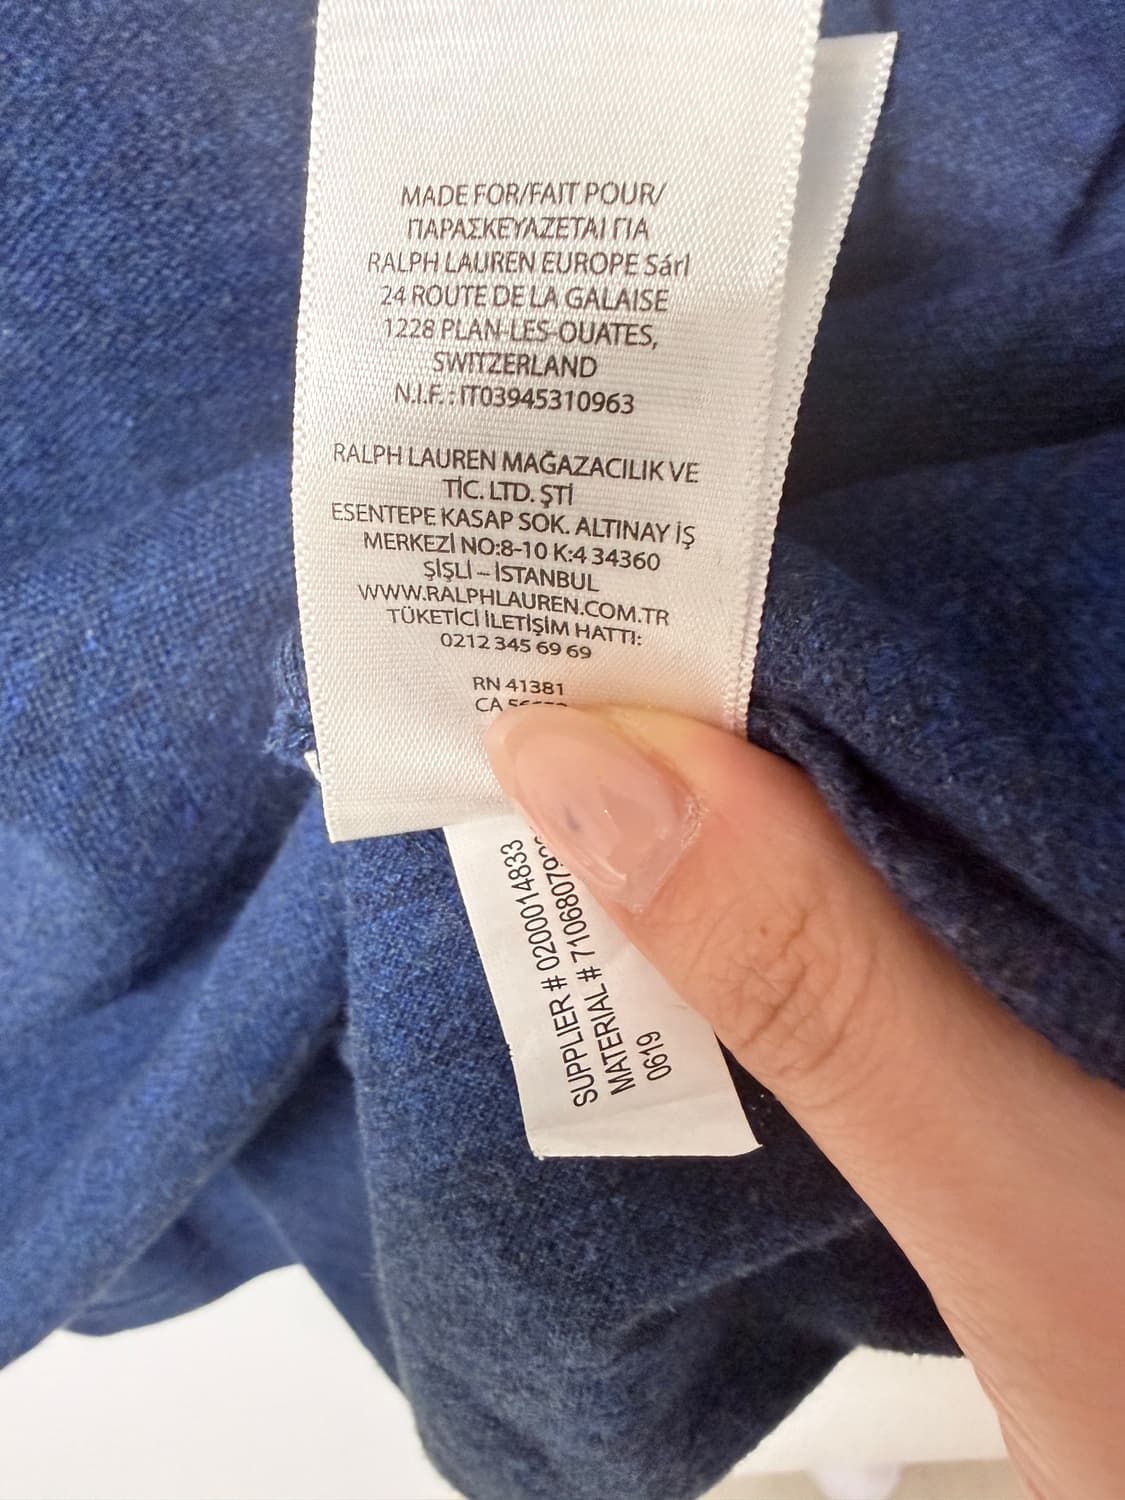 MADE FOR/FAIT POUR/
ΠΑΡΑΣΚΕΥΑΖΕΤΑΙ ΓΙΑ
RALPH LAUREN EUROPE Sárl
24 ROUTE DE LA GALAISE
1228 PLAN-LES-OUATES,
SWITZERLAND
N.I.F. : IT03945310963
RALPH LAUREN MAĞAZACILIK VE
TİC. LTD. ŞTİ
ESENTEPE KASAP SOK. ALTINAY İŞ
MERKEZİ NO:8-10 K:4 34360
ŞİŞLİ – İSTANBUL
WWW.RALPHLAUREN.COM.TR
TÜKETİCİ İLETİŞİM HATTI:
0212 345 69 69
RN 41381
CA
SUPPLIER # 0200014833
MATERIAL #
0619